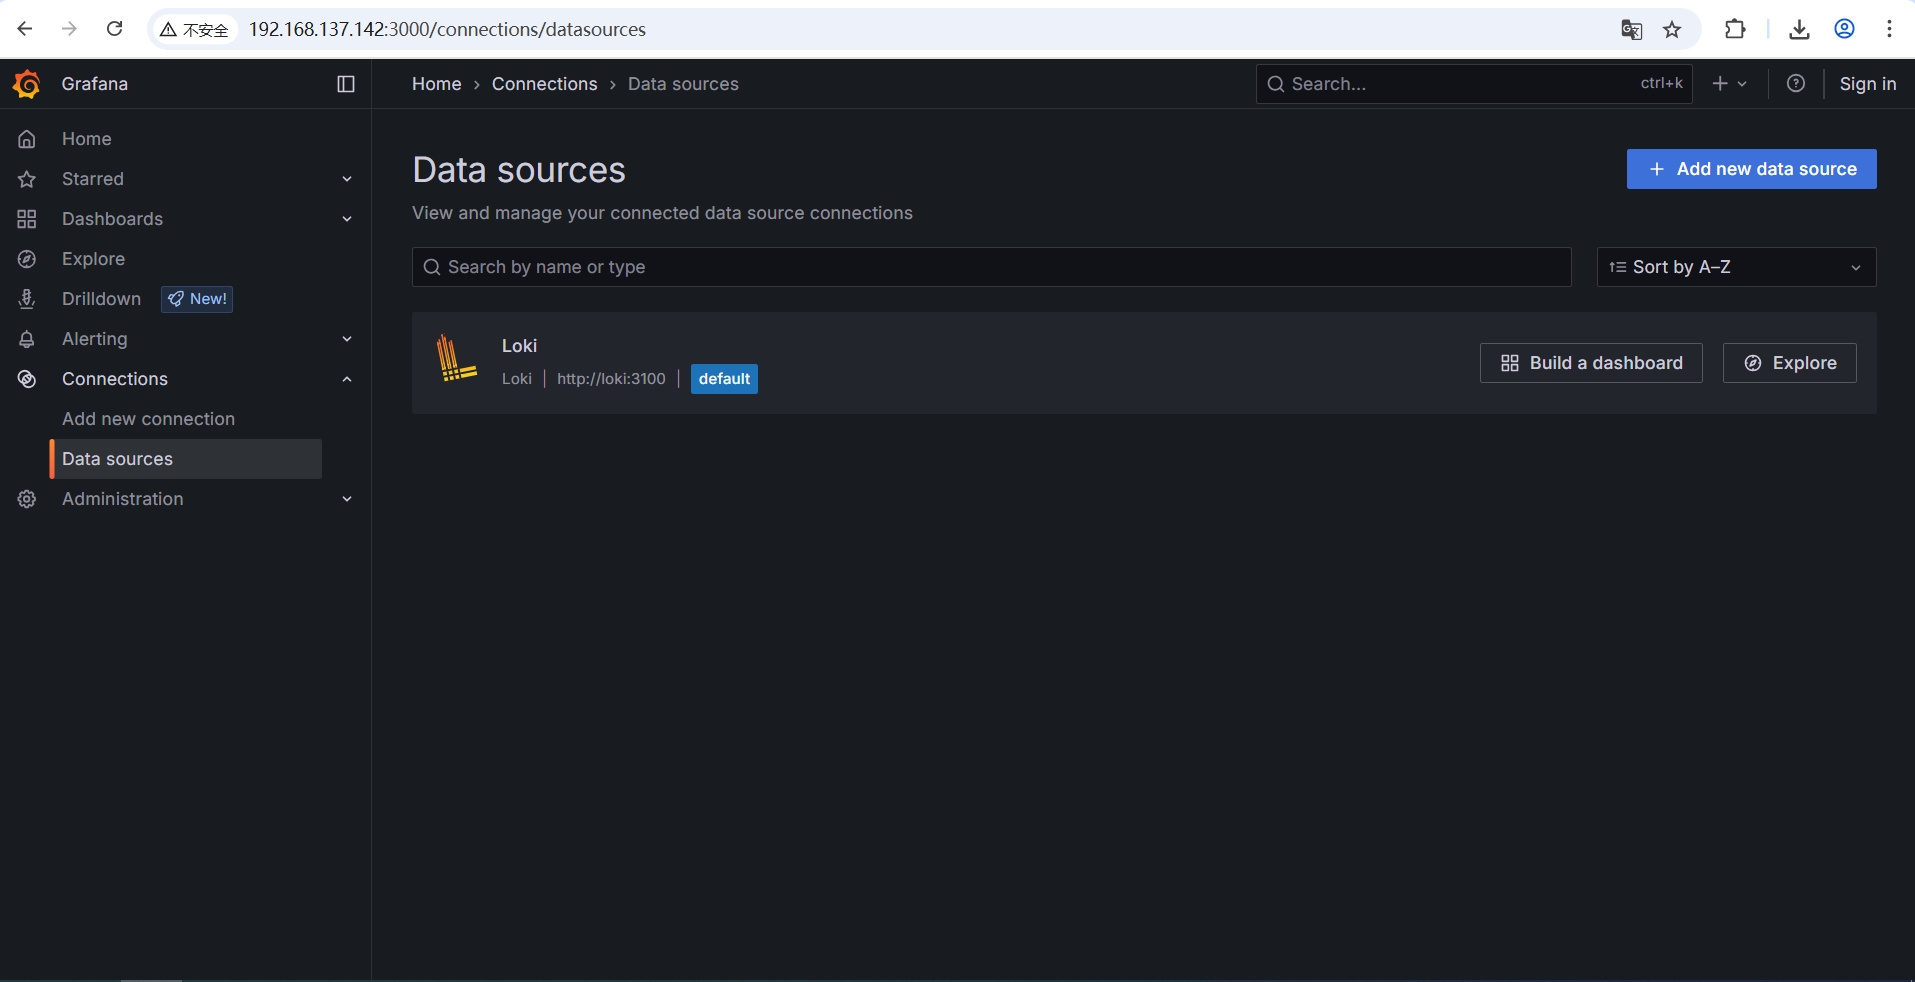 不安全 192.168.137.142:3000/connections/datasources
Grafana
Home › Connections › Data sources
Search... ctrl+k
Sign in
Home
Starred
Dashboards
Explore
Drilldown New!
Alerting
Connections
Add new connection
Data sources
Administration
Data sources
Add new data source
View and manage your connected data source connections
Search by name or type
Sort by A–Z
Loki
Loki | http://loki:3100 | default
Build a dashboard
Explore